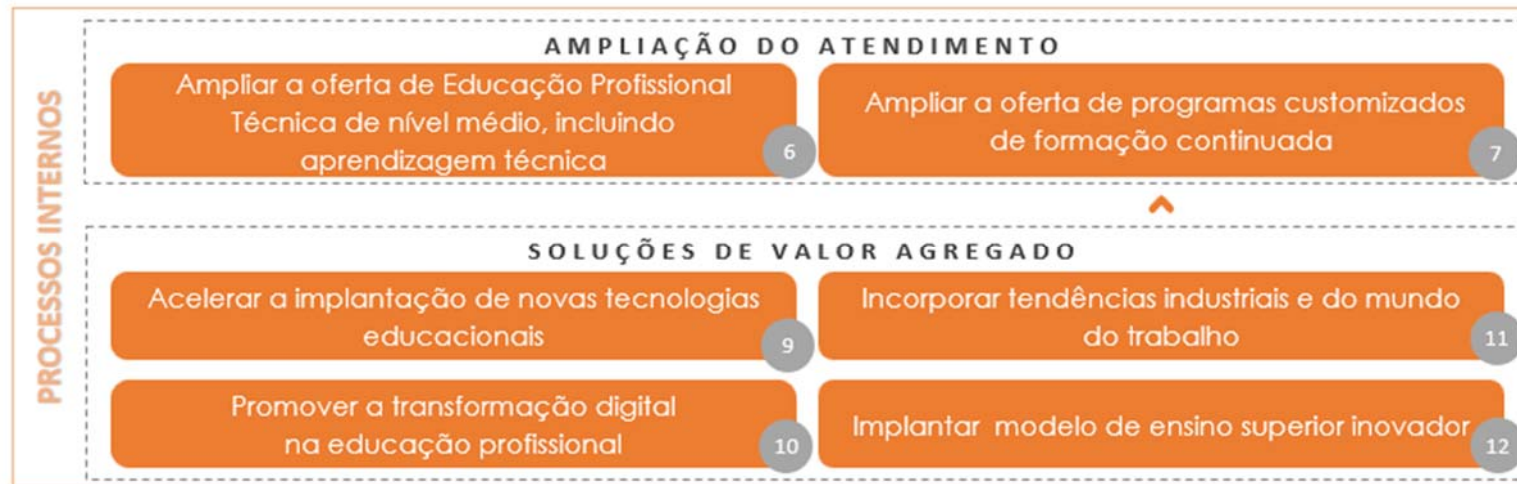 PROCESSOS INTERNOS
AMPLIAÇÃO DO ATENDIMENTO
Ampliar a oferta de Educação Profissional
Técnica de nível médio, incluindo
aprendizagem técnica
6
Ampliar a oferta de programas customizados
de formação continuada
7
SOLUÇÕES DE VALOR AGREGADO
Acelerar a implantação de novas tecnologias
educacionais
9
Incorporar tendências industriais e do mundo
do trabalho
11
Promover a transformação digital
na educação profissional
10
Implantar modelo de ensino superior inovador
12